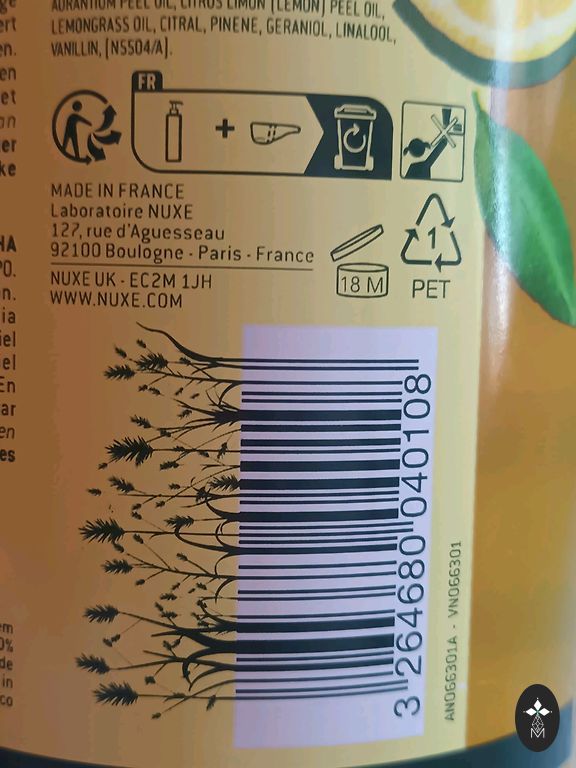 AURANTIUM PEEL OIL, CITRUS LIMON (LEMON) PEEL OIL,
LEMONGRASS OIL, CITRAL, PINENE, GERANIOL, LINALOOL,
VANILLIN, [N5504/A].
FR
MADE IN FRANCE
Laboratoire NUXE
127, rue d'Aguesseau
92100 Boulogne - Paris - France
NUXE UK - EC2M 1JH
WWW.NUXE.COM
18 M
1
PET
3 264680 040108
AN066301A - VN066301
M